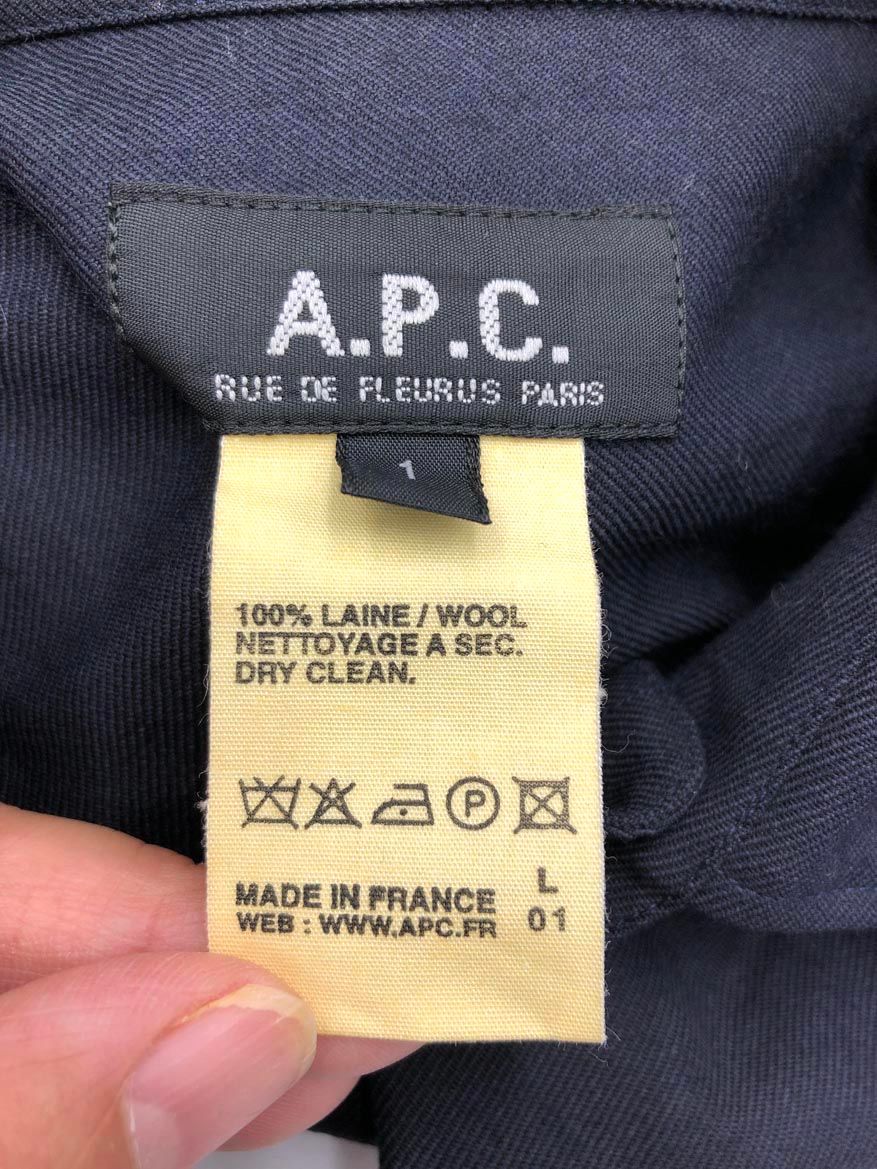 A.P.C.
RUE DE FLEURUS PARIS
1
100% LAINE / WOOL
NETTOYAGE A SEC.
DRY CLEAN.
P
MADE IN FRANCE
WEB : WWW.APC.FR
L
01